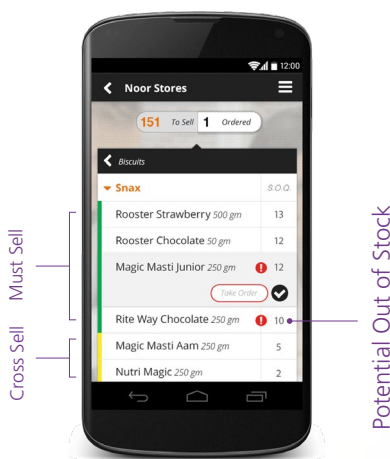 12:00
Noor Stores
151 To Sell 1 Ordered
Biscuits
Snax S.O.Q.
Rooster Strawberry 500 gm 13
Rooster Chocolate 50 gm 12
Magic Masti Junior 250 gm ! 12
Take Order
Rite Way Chocolate 250 gm ! 10
Magic Masti Aam 250 gm 5
Nutri Magic 250 gm 2
Must Sell
Cross Sell
Potential Out of Stock